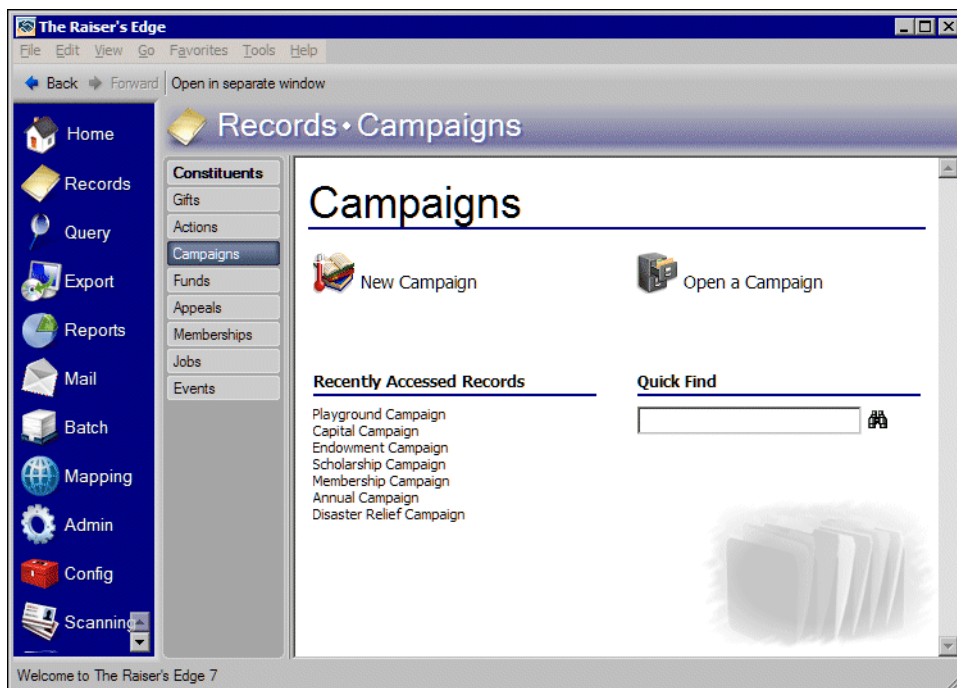 The Raiser's Edge
File Edit View Go Favorites Tools Help
Back Forward Open in separate window
Records • Campaigns
Home
Records
Query
Export
Reports
Mail
Batch
Mapping
Admin
Config
Scanning
Constituents
Gifts
Actions
Campaigns
Funds
Appeals
Memberships
Jobs
Events
Campaigns
New Campaign
Open a Campaign
Recently Accessed Records
Playground Campaign
Capital Campaign
Endowment Campaign
Scholarship Campaign
Membership Campaign
Annual Campaign
Disaster Relief Campaign
Quick Find
Welcome to The Raiser's Edge 7